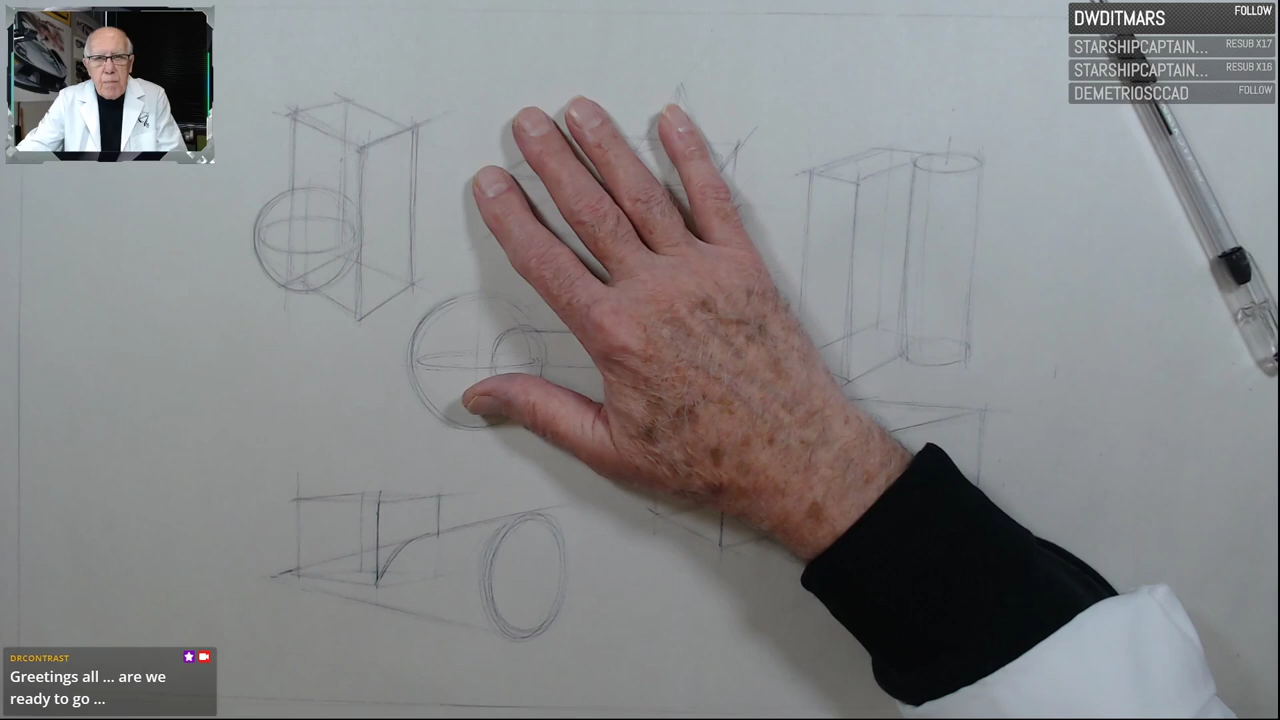 DWDITMARS FOLLOW
STARSHIPCAPTAIN... RESUB X17
STARSHIPCAPTAIN... RESUB X16
DEMETRIOSCCAD FOLLOW
DRCONTRAST
Greetings all ... are we
ready to go ...